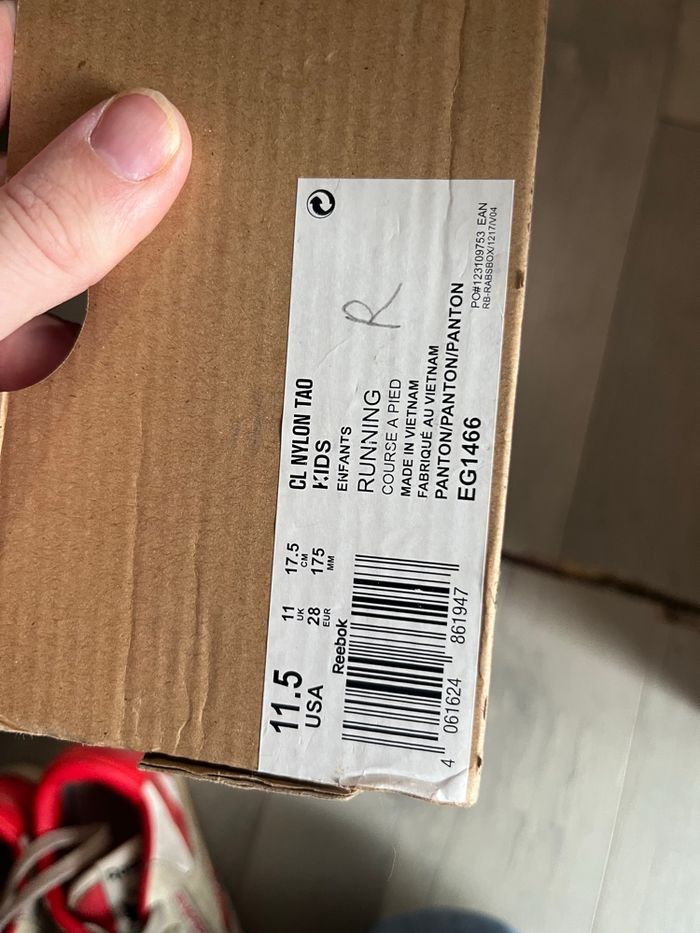 CL NYLON TAO
KIDS
ENFANTS
R
RUNNING
COURSE A PIED
MADE IN VIETNAM
FABRIQUÉ AU VIETNAM
PANTON/PANTON/PANTON
EG1466
PO#123109753 EAN
RB-RABSBOX/1217/V04
11.5
USA
11
UK
28
EUR
17.5
CM
175
MM
Reebok
4 061624 861947